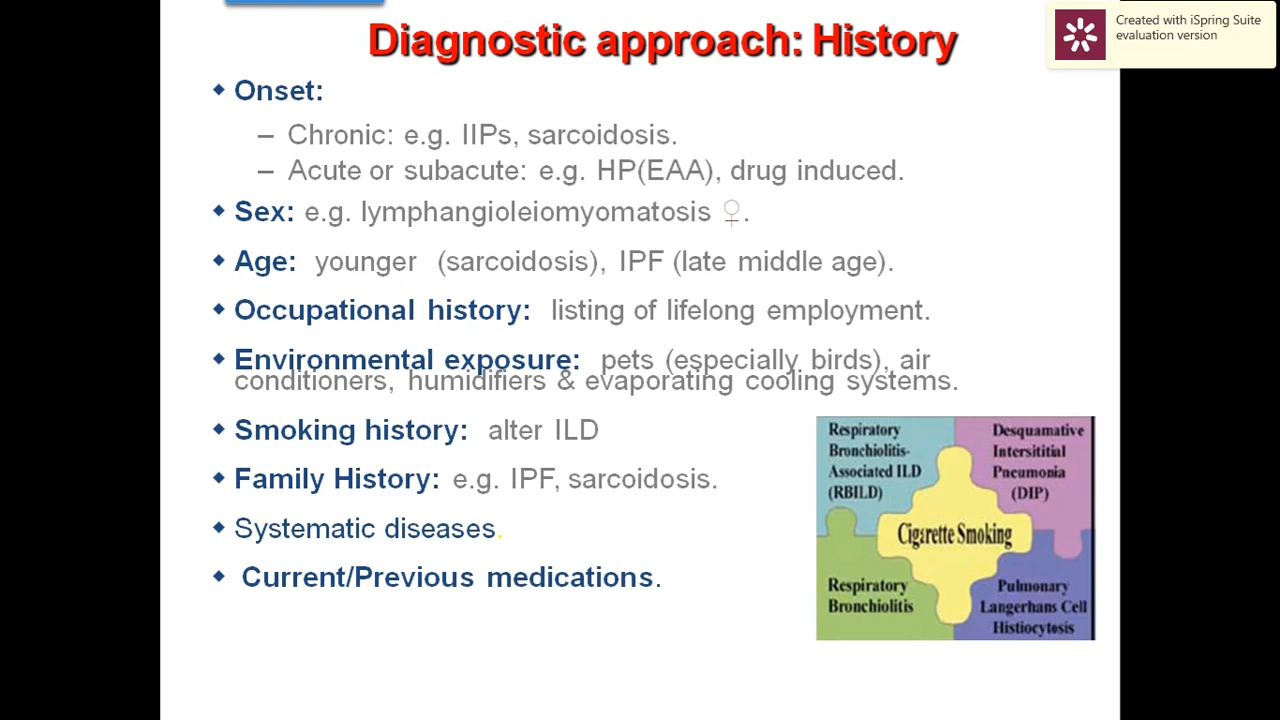 Diagnostic approach: History
Created with iSpring Suite
evaluation version
Onset:
– Chronic: e.g. IIPs, sarcoidosis.
– Acute or subacute: e.g. HP(EAA), drug induced.
Sex: e.g. lymphangioleiomyomatosis ♀.
Age: younger (sarcoidosis), IPF (late middle age).
Occupational history: listing of lifelong employment.
Environmental exposure: pets (especially birds), air
conditioners, humidifiers & evaporating cooling systems.
Smoking history: alter ILD
Family History: e.g. IPF, sarcoidosis.
Systematic diseases.
Current/Previous medications.
Respiratory
Bronchiolitis-
Associated ILD
(RBILD)
Desquamative
Intersititial
Pneumonia
(DIP)
Cigarette Smoking
Respiratory
Bronchiolitis
Pulmonary
Langerhans Cell
Histiocytosis